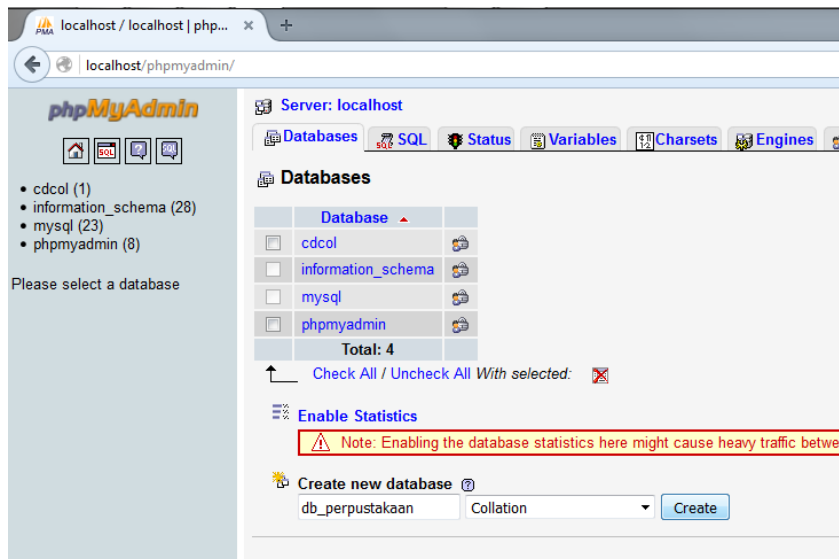 localhost / localhost | php...
localhost/phpmyadmin/
phpMyAdmin
cdcol (1)
information_schema (28)
mysql (23)
phpmyadmin (8)
Please select a database
Server: localhost
Databases SQL Status Variables Charsets Engines
Databases
Database
cdcol
information_schema
mysql
phpmyadmin
Total: 4
Check All / Uncheck All With selected:
Enable Statistics
Note: Enabling the database statistics here might cause heavy traffic betwe
Create new database
db_perpustakaan Collation Create